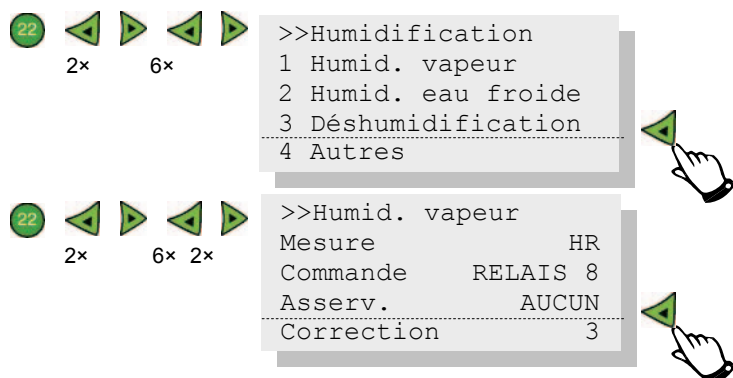 22
2× 6×
>>Humidification
1 Humid. vapeur
2 Humid. eau froide
3 Déshumidification
4 Autres
22
2× 6× 2×
>>Humid. vapeur
Mesure HR
Commande RELAIS 8
Asserv. AUCUN
Correction 3